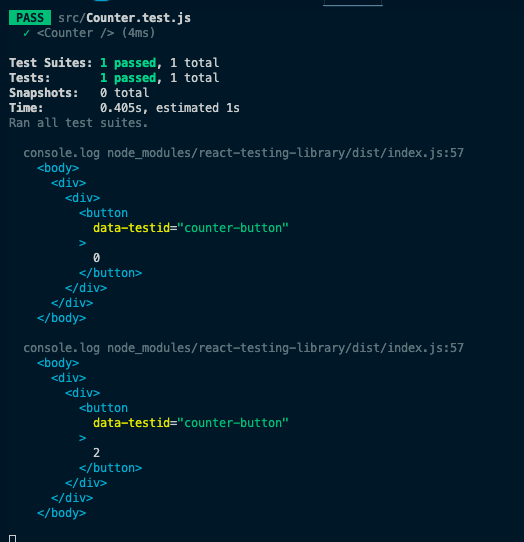 PASS src/Counter.test.js
✓ <Counter /> (4ms)
Test Suites: 1 passed, 1 total
Tests: 1 passed, 1 total
Snapshots: 0 total
Time: 0.405s, estimated 1s
Ran all test suites.
console.log node_modules/react-testing-library/dist/index.js:57
<body>
<div>
<div>
<button
data-testid="counter-button"
>
0
</button>
</div>
</div>
</body>
console.log node_modules/react-testing-library/dist/index.js:57
<body>
<div>
<div>
<button
data-testid="counter-button"
>
2
</button>
</div>
</div>
</body>